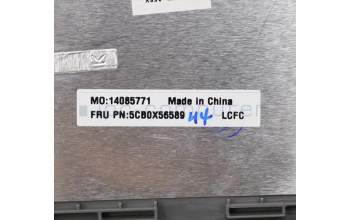 MO:14085771 Made in China
FRU PN:5CB0X56589 44 LCFC